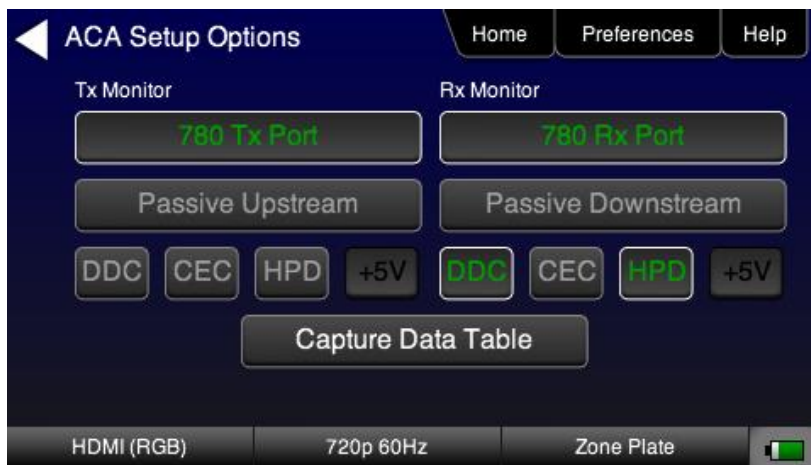 ACA Setup Options
Home
Preferences
Help
Tx Monitor
Rx Monitor
780 Tx Port
780 Rx Port
Passive Upstream
Passive Downstream
DDC
CEC
HPD
+5V
DDC
CEC
HPD
+5V
Capture Data Table
HDMI (RGB)
720p 60Hz
Zone Plate